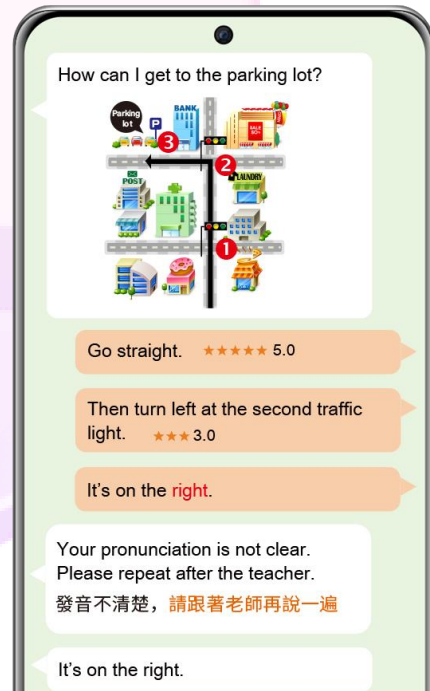 How can I get to the parking lot?
Parking
lot
P
BANK
3
SALE
2
POST
LAUNDRY
1
Go straight. ★★★★★ 5.0
Then turn left at the second traffic
light. ★★★ 3.0
It's on the right.
Your pronunciation is not clear.
Please repeat after the teacher.
發音不清楚，請跟著老師再說一遍
It's on the right.